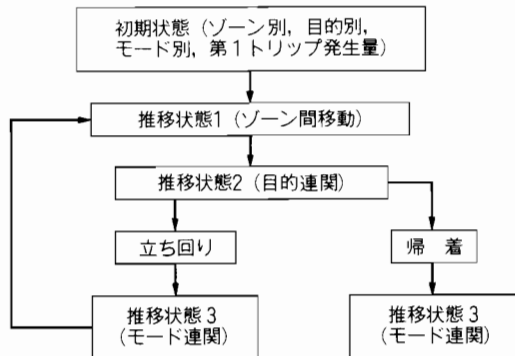 初期状態（ゾーン別，目的別，
モード別，第1トリップ発生量）
推移状態1（ゾーン間移動）
推移状態2（目的連関）
立ち回り
帰　着
推移状態3
（モード連関）
推移状態3
（モード連関）